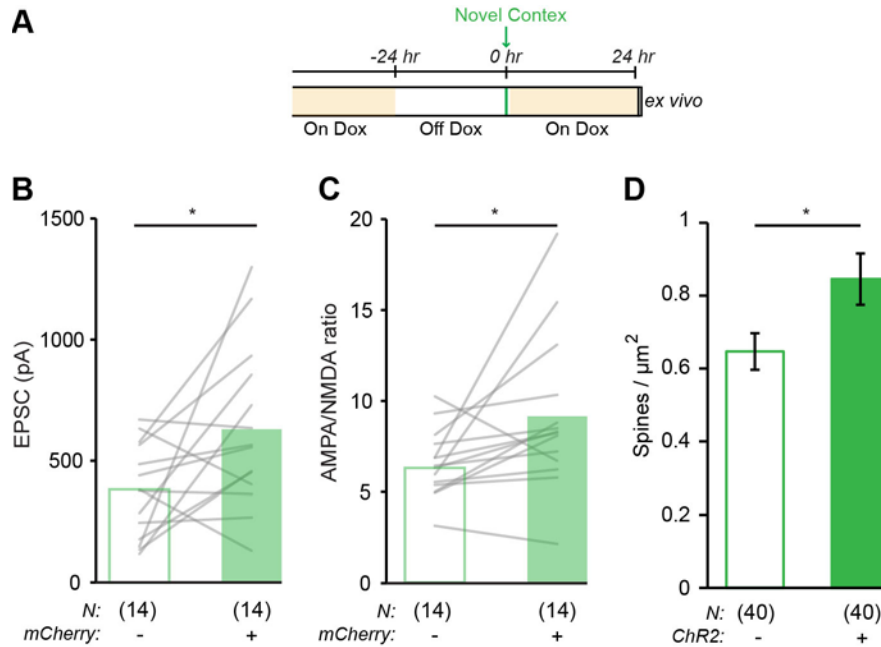 A
Novel Contex
-24 hr 0 hr 24 hr
ex vivo
On Dox Off Dox On Dox
B
1500
1000
500
0
EPSC (pA)
*
N: (14) (14)
mCherry: - +
C
20
15
10
5
0
AMPA/NMDA ratio
*
N: (14) (14)
mCherry: - +
D
1
0.8
0.6
0.4
0.2
0
Spines / µm²
*
N: (40) (40)
ChR2: - +